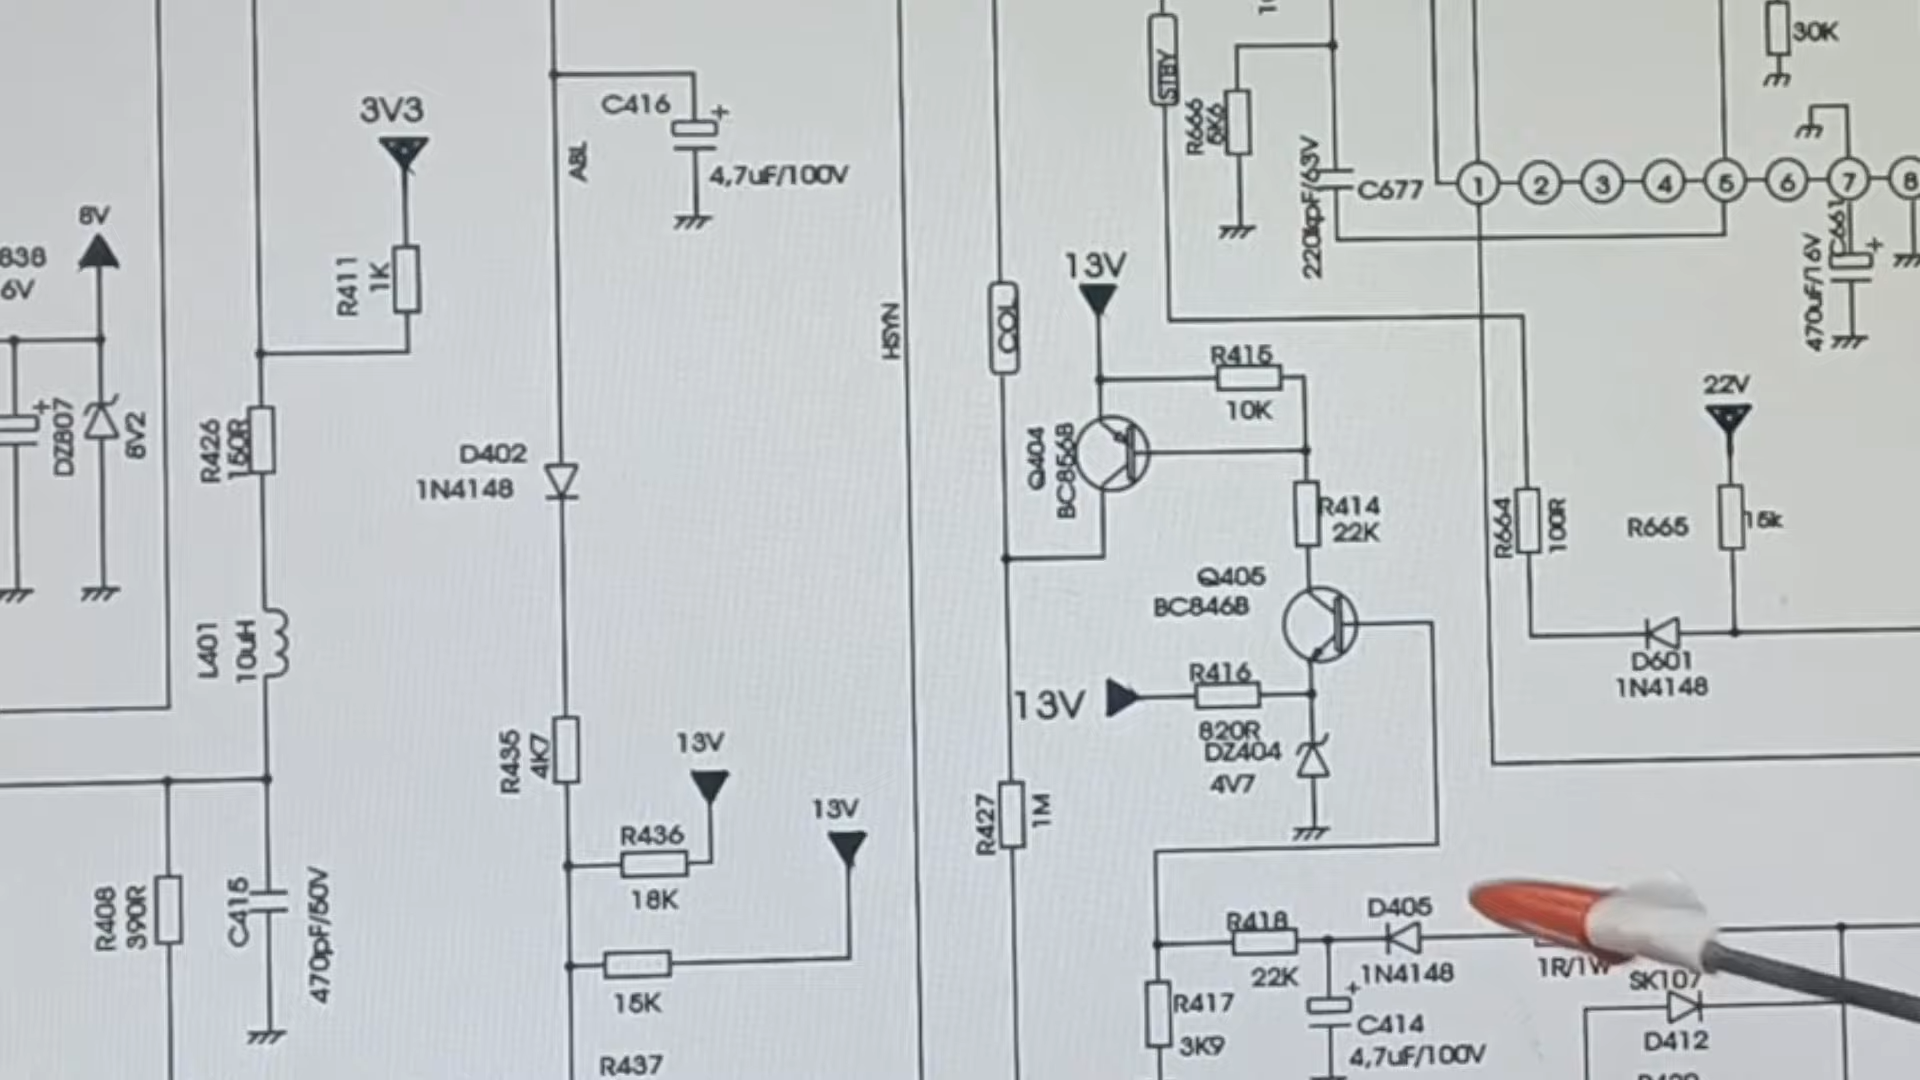 30K
STBY
R666
5K6
3V3
C416
+
ABL
4,7uF/100V
220kpF/63V
C677
1
2
3
4
5
6
7
8
C661
+
470uF/16V
8V
838
6V
R411
1K
13V
HSYN
COL
R415
10K
22V
+
DZ807
8V2
R426
150R
D402
1N4148
Q404
BC856B
R414
22K
R664
100R
R665
15k
Q405
BC846B
L401
10uH
D601
1N4148
R416
13V
820R
DZ404
4V7
R435
4K7
13V
13V
R427
1M
R436
18K
R408
390R
C415
470pF/50V
R418
D405
22K
1N4148
1R/1W
SK107
15K
R417
3K9
+
C414
4,7uF/100V
D412
R437